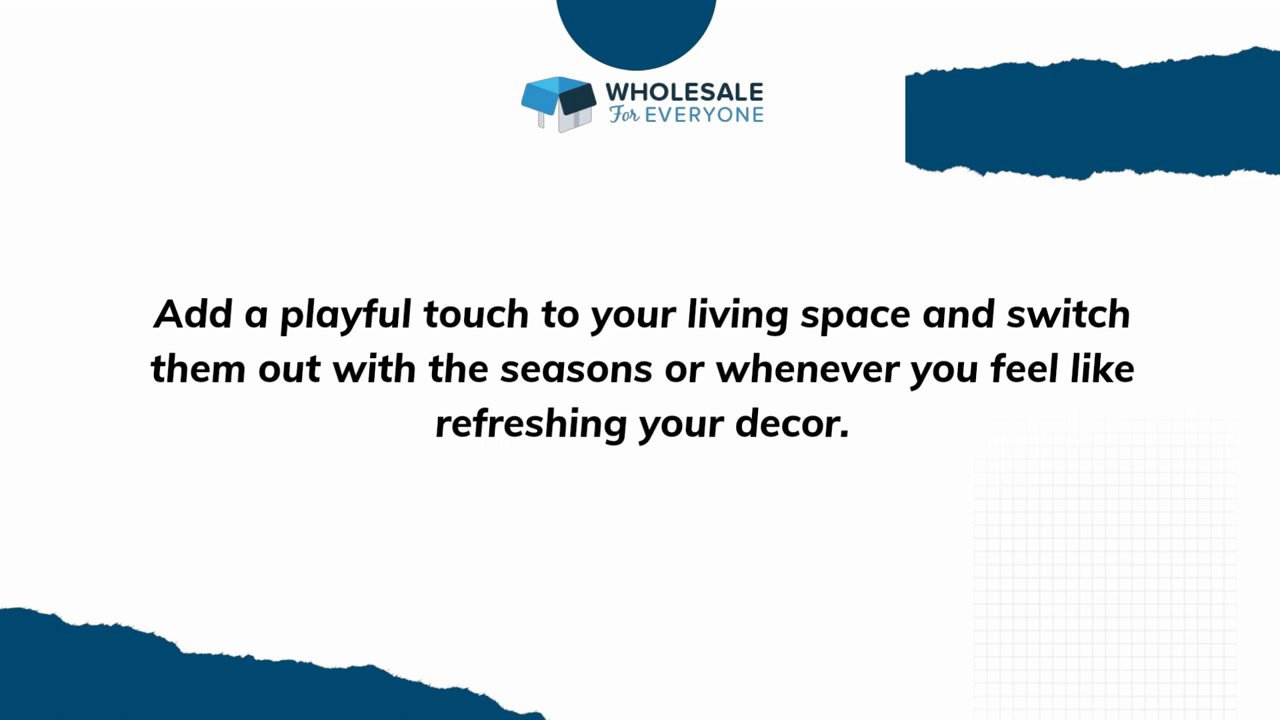 WHOLESALE
For EVERYONE
Add a playful touch to your living space and switch
them out with the seasons or whenever you feel like
refreshing your decor.